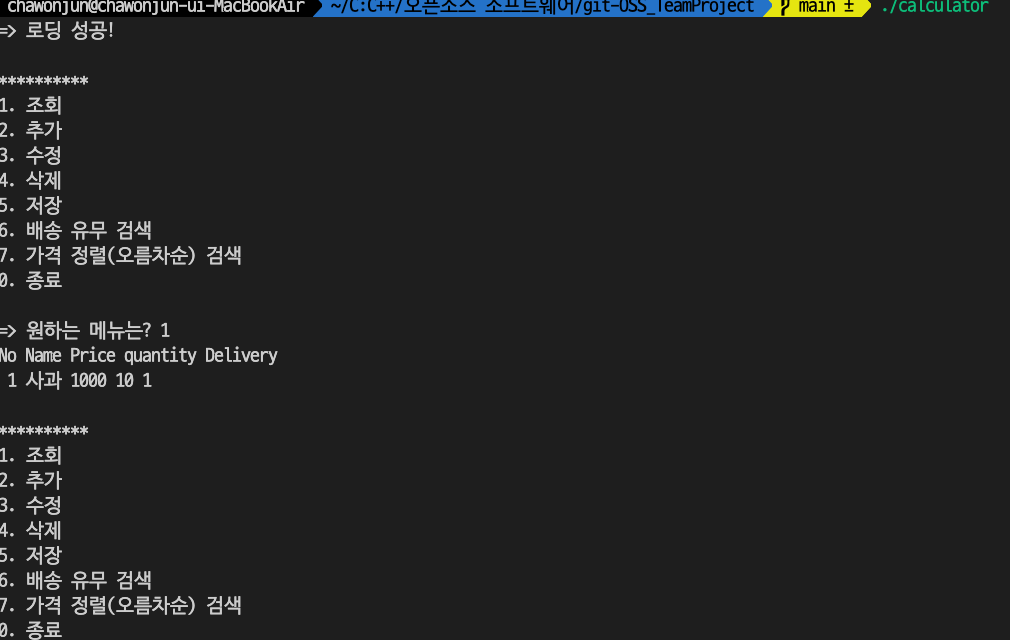 chawonjun@chawonjun-ui-MacBookAir ~/C:C++/오픈소스 소프트웨어/git-OSS_TeamProject main ± ./calculator
=> 로딩 성공!
**********
1. 조회
2. 추가
3. 수정
4. 삭제
5. 저장
6. 배송 유무 검색
7. 가격 정렬(오름차순) 검색
0. 종료
=> 원하는 메뉴는? 1
No Name Price quantity Delivery
1 사과 1000 10 1
**********
1. 조회
2. 추가
3. 수정
4. 삭제
5. 저장
6. 배송 유무 검색
7. 가격 정렬(오름차순) 검색
0. 종료